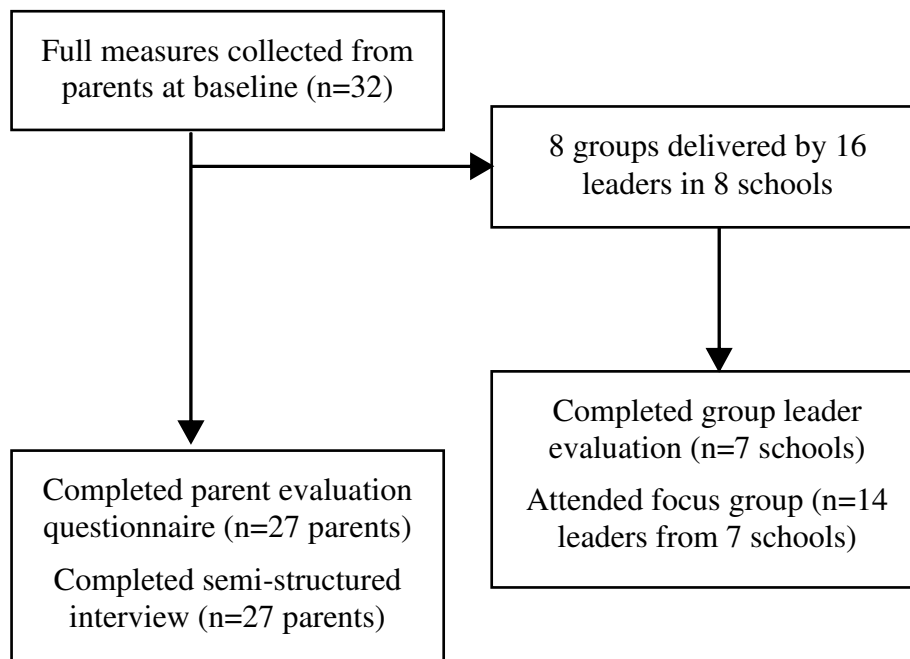 Full measures collected from
parents at baseline (n=32)
8 groups delivered by 16
leaders in 8 schools
Completed group leader
evaluation (n=7 schools)
Attended focus group (n=14
leaders from 7 schools)
Completed parent evaluation
questionnaire (n=27 parents)
Completed semi-structured
interview (n=27 parents)